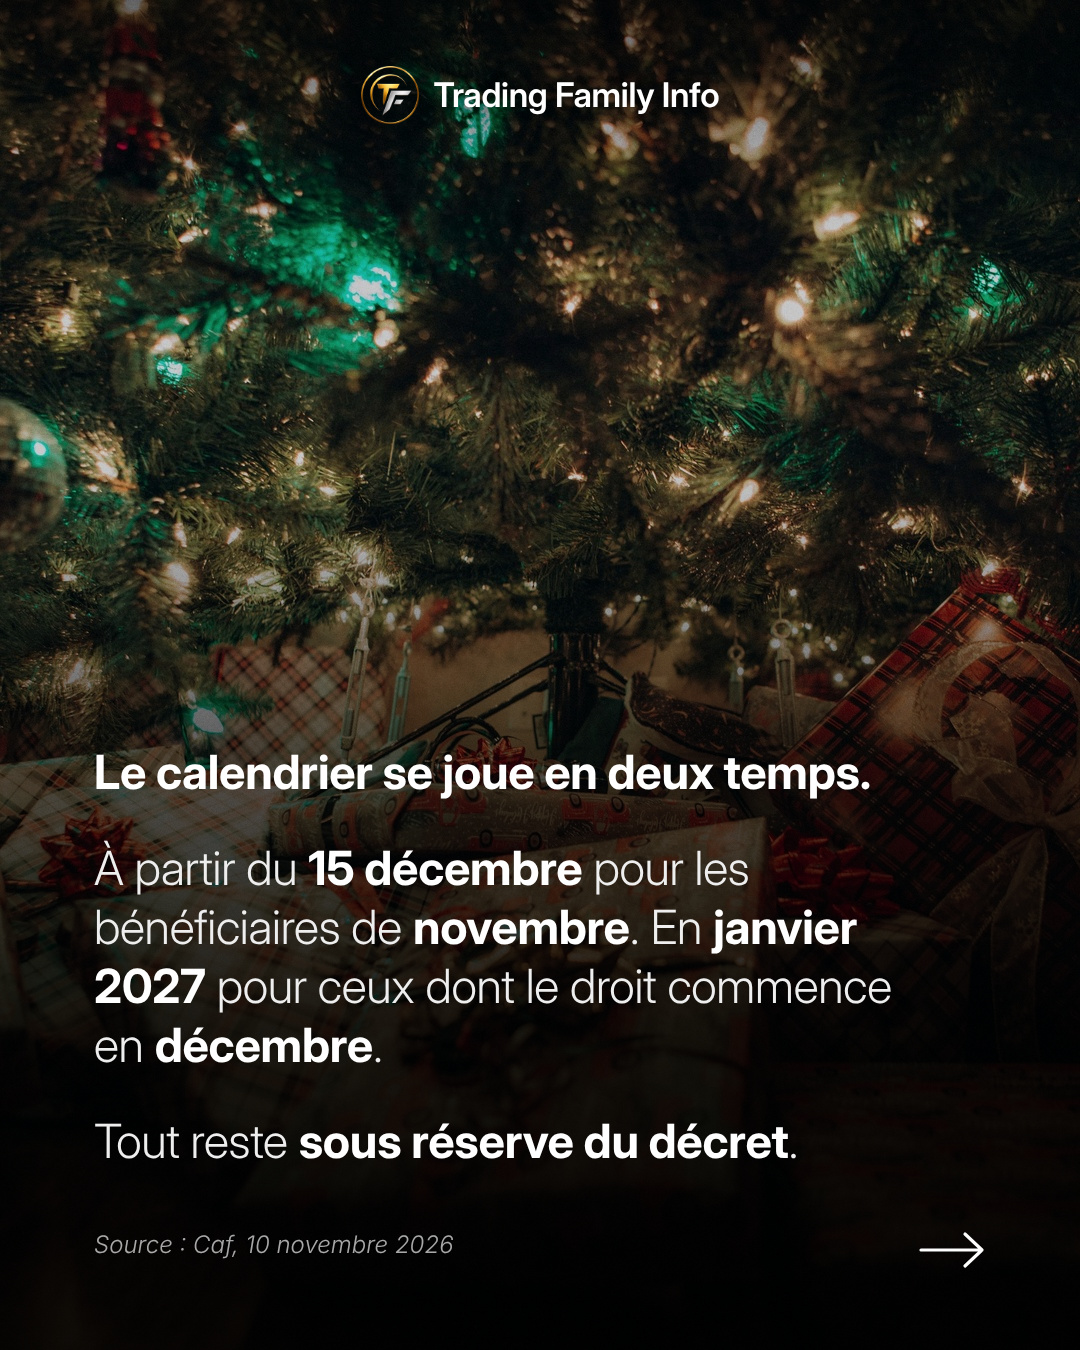 Trading Family Info
Le calendrier se joue en deux temps.
À partir du 15 décembre pour les
bénéficiaires de novembre. En janvier
2027 pour ceux dont le droit commence
en décembre.
Tout reste sous réserve du décret.
Source : Caf, 10 novembre 2026